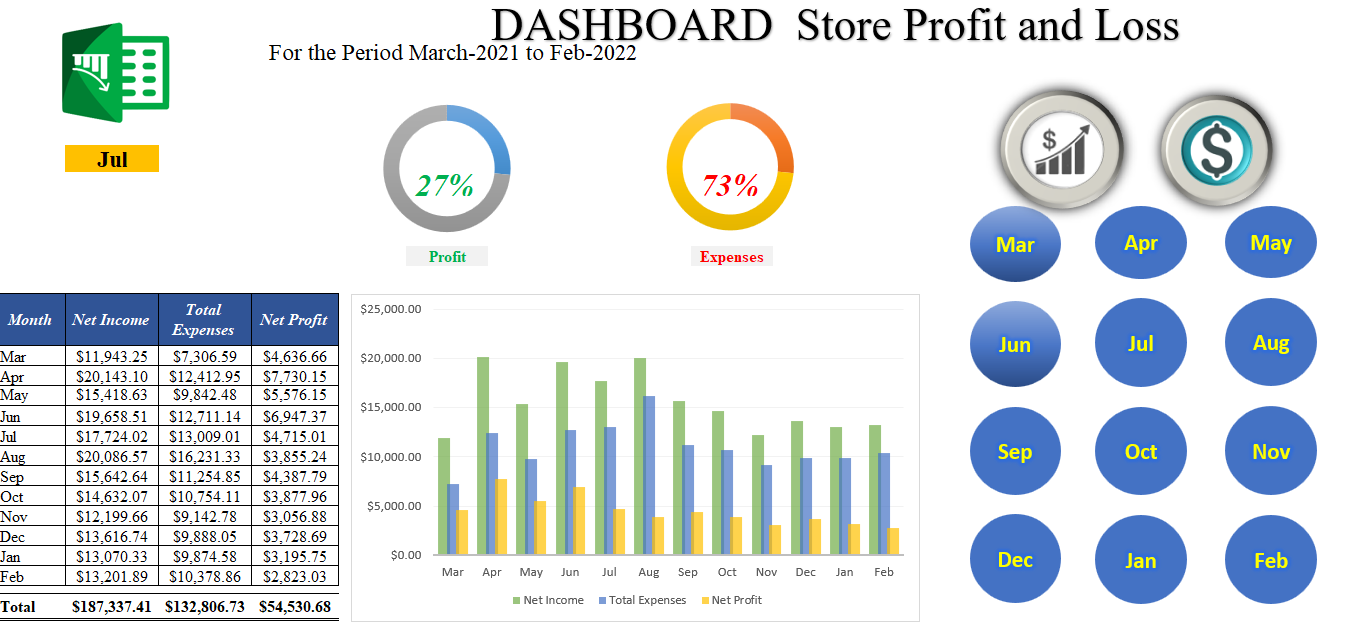 DASHBOARD  Store Profit and Loss
For the Period March-2021 to Feb-2022
Jul
27%
73%
Profit
Expenses
$
$
Mar Apr May
Jun Jul Aug
Sep Oct Nov
Dec Jan Feb
Month Net Income Total Expenses Net Profit
Mar $11,943.25 $7,306.59 $4,636.66
Apr $20,143.10 $12,412.95 $7,730.15
May $15,418.63 $9,842.48 $5,576.15
Jun $19,658.51 $12,711.14 $6,947.37
Jul $17,724.02 $13,009.01 $4,715.01
Aug $20,086.57 $16,231.33 $3,855.24
Sep $15,642.64 $11,254.85 $4,387.79
Oct $14,632.07 $10,754.11 $3,877.96
Nov $12,199.66 $9,142.78 $3,056.88
Dec $13,616.74 $9,888.05 $3,728.69
Jan $13,070.33 $9,874.58 $3,195.75
Feb $13,201.89 $10,378.86 $2,823.03
Total $187,337.41 $132,806.73 $54,530.68
$25,000.00
$20,000.00
$15,000.00
$10,000.00
$5,000.00
$0.00
Mar Apr May Jun Jul Aug Sep Oct Nov Dec Jan Feb
Net Income Total Expenses Net Profit